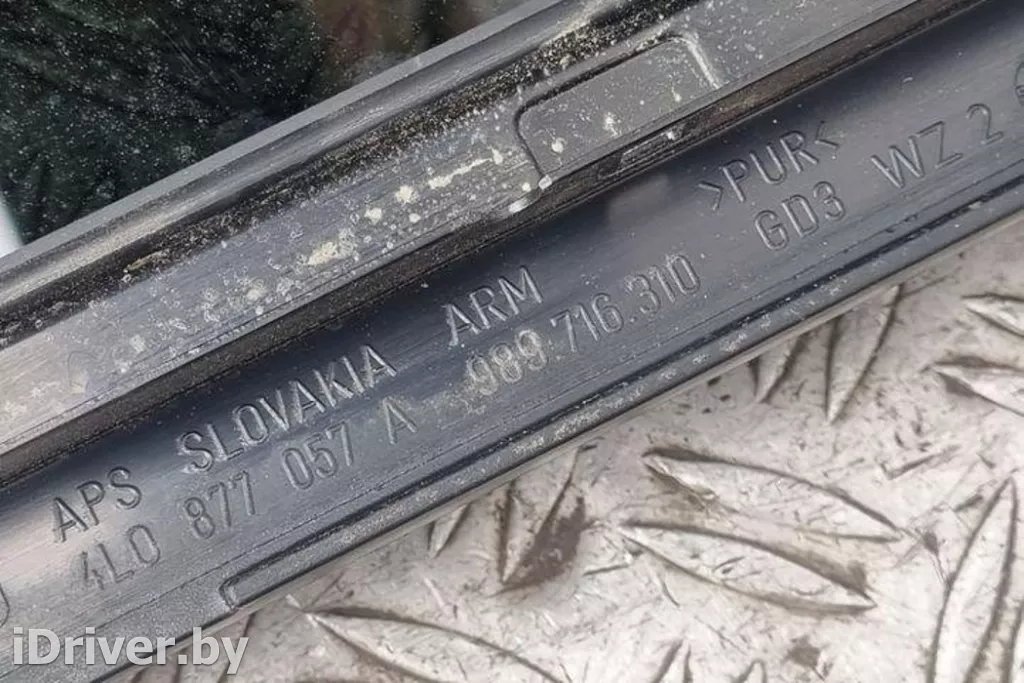 APS SLOVAKIA ARM >PUR<
4L0 877 057 A 989.716.310 GD3 WZ 2
iDriver.by